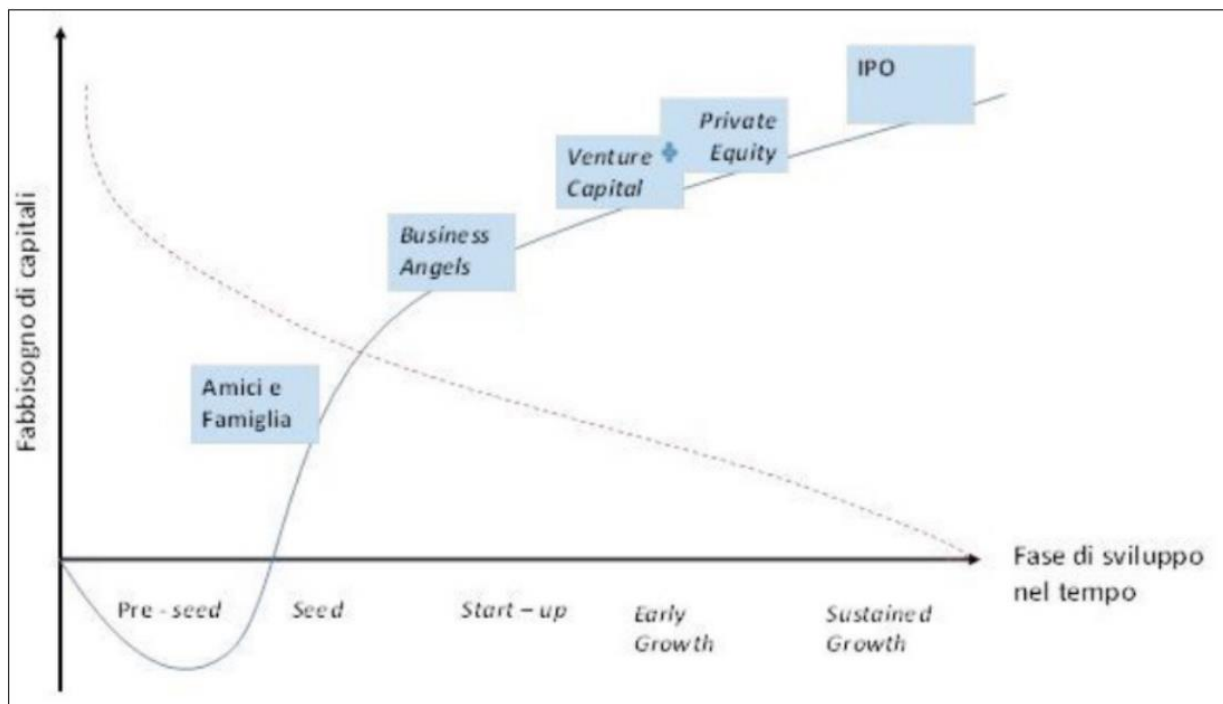 IPO
Private
Equity
Venture
Capital
Business
Angels
Amici e
Famiglia
Fabbisogno di capitali
Fase di sviluppo
nel tempo
Pre - seed
Seed
Start – up
Early
Growth
Sustained
Growth